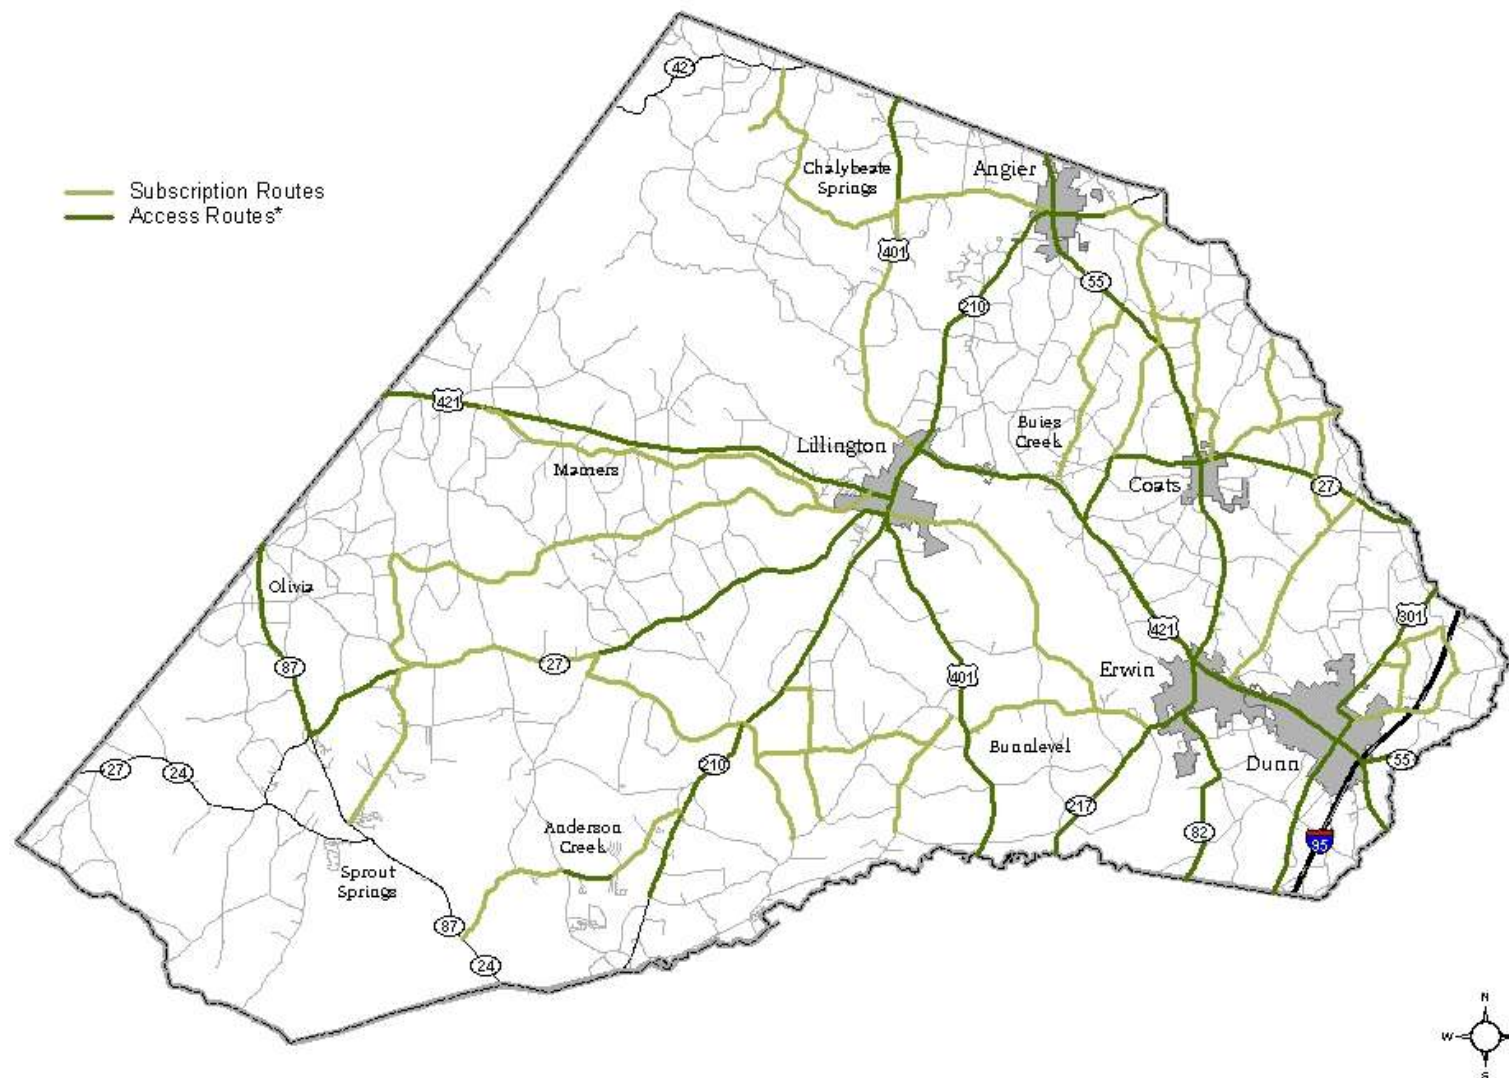 42
Chalybeate
Springs
Angier
Subscription Routes
Access Routes*
401
55
210
421
Buies
Creek
Lillington
Mamers
Coats
27
Olivia
301
421
87
27
401
Erwin
Bunnlevel
Dunn
55
27
24
210
217
82
95
Anderson
Creek
Sprout
Springs
87
24
N
W
S